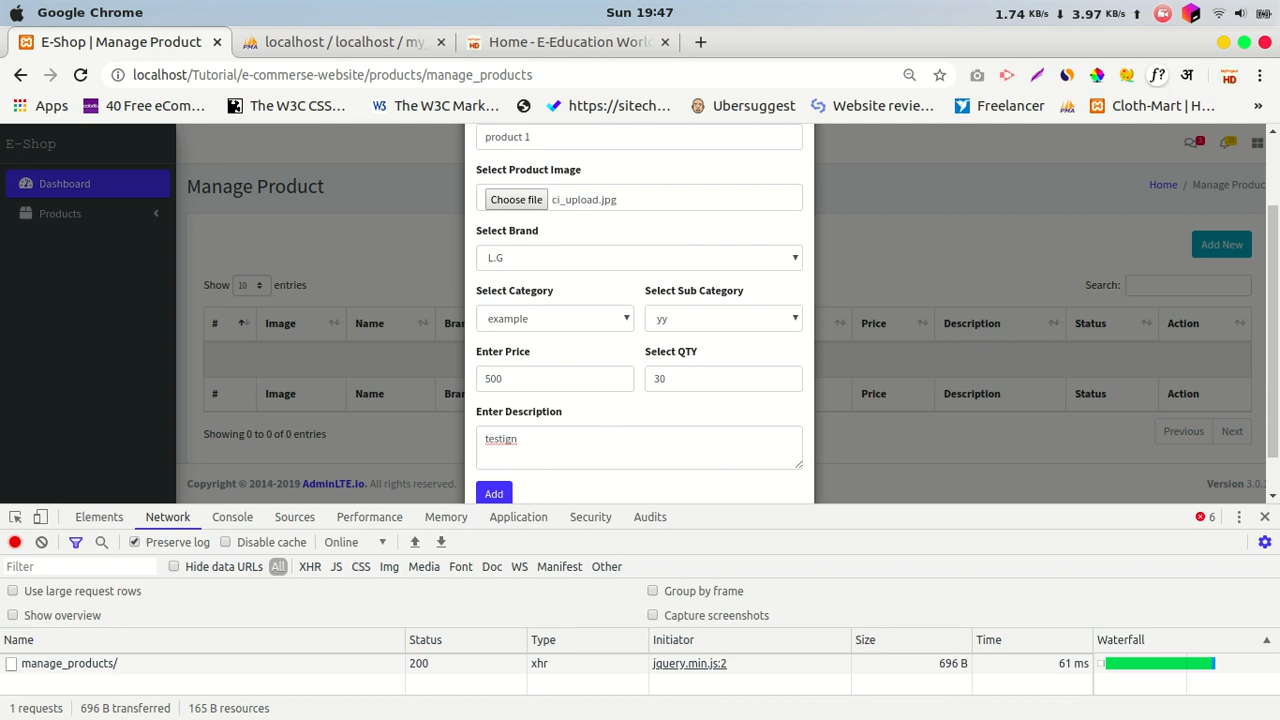 Google Chrome
Sun 19:47
1.74 KB/s 3.97 KB/s
E-Shop | Manage Product
localhost / localhost / my_
Home - E-Education World
localhost/Tutorial/e-commerse-website/products/manage_products
Apps
40 Free eCom...
The W3C CSS...
The W3C Mark...
https://sitech...
Ubersuggest
Website revie...
Freelancer
Cloth-Mart | H...
E-Shop
product 1
Select Product Image
Dashboard
Manage Product
Home / Manage Produc
Choose file ci_upload.jpg
Products
Select Brand
Add New
L.G
Show 10 entries
Search:
Select Category
Select Sub Category
example
yy
# Image Name Bran
Price Description Status Action
Enter Price
Select QTY
500
30
# Image Name Bran
Price Description Status Action
Enter Description
Showing 0 to 0 of 0 entries
testign
Previous Next
Copyright © 2014-2019 AdminLTE.io. All rights reserved.
Version 3.0.
Add
Elements Network Console Sources Performance Memory Application Security Audits
6
Preserve log Disable cache Online
Filter Hide data URLs All XHR JS CSS Img Media Font Doc WS Manifest Other
Use large request rows
Group by frame
Show overview
Capture screenshots
Name Status Type Initiator Size Time Waterfall
manage_products/ 200 xhr jquery.min.js:2 696 B 61 ms
1 requests 696 B transferred 165 B resources